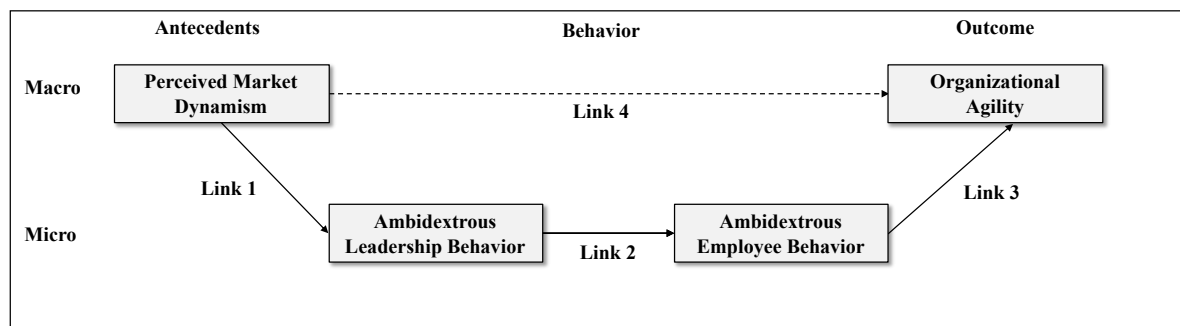 Antecedents Behavior Outcome
Macro
Perceived Market
Dynamism
Organizational
Agility
Link 4
Link 1
Link 3
Micro
Ambidextrous
Leadership Behavior
Link 2
Ambidextrous
Employee Behavior